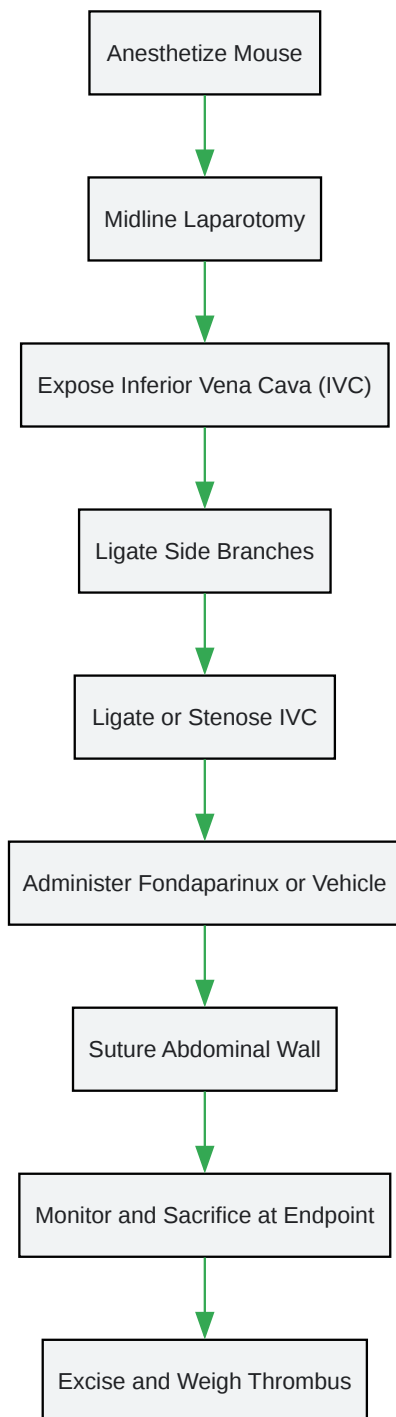 Anesthetize Mouse
Midline Laparotomy
Expose Inferior Vena Cava (IVC)
Ligate Side Branches
Ligate or Stenose IVC
Administer Fondaparinux or Vehicle
Suture Abdominal Wall
Monitor and Sacrifice at Endpoint
Excise and Weigh Thrombus